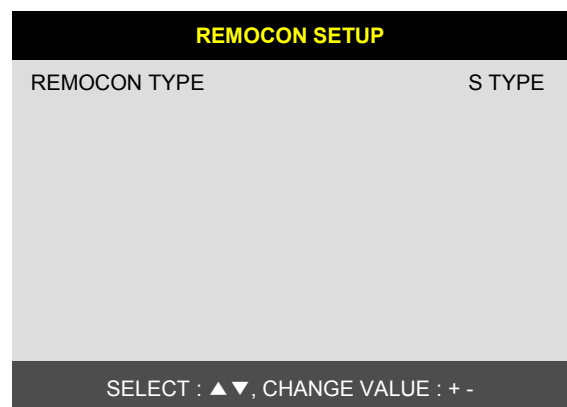 REMOCON SETUP
REMOCON TYPE S TYPE
SELECT : ▲▼, CHANGE VALUE : + -